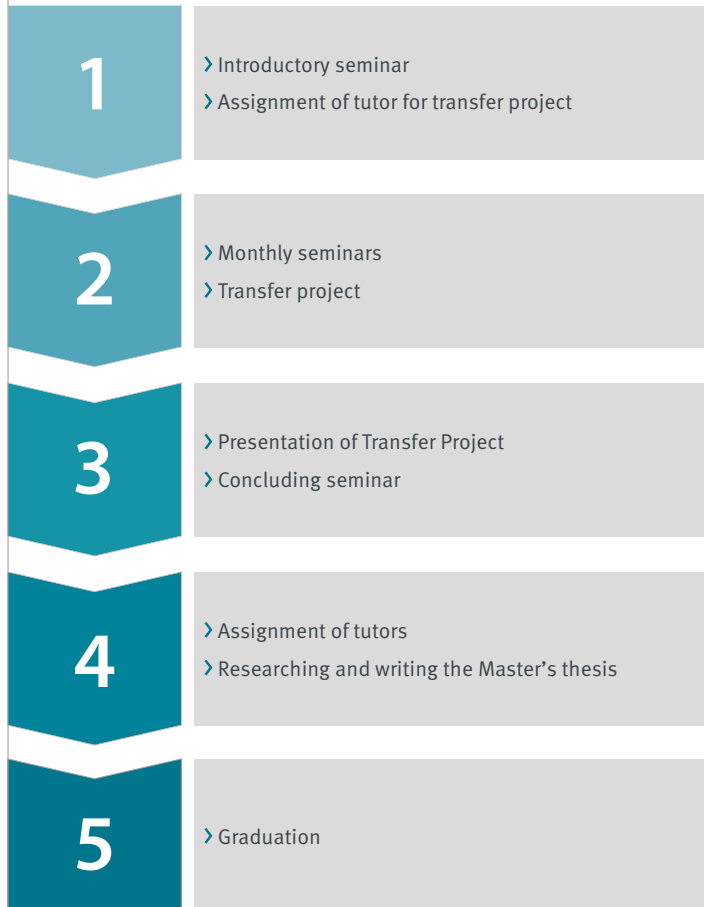 1
› Introductory seminar
› Assignment of tutor for transfer project
2
› Monthly seminars
› Transfer project
3
› Presentation of Transfer Project
› Concluding seminar
4
› Assignment of tutors
› Researching and writing the Master’s thesis
5
› Graduation